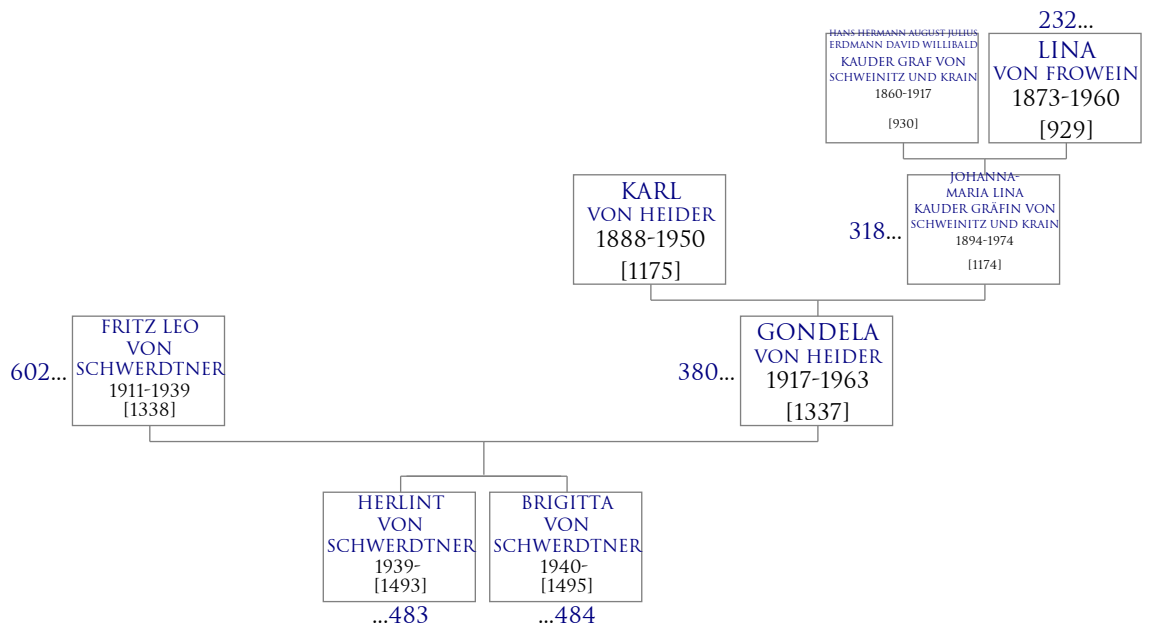 232...
HANS HERMANN AUGUST JULIUS
ERDMANN DAVID WILLIBALD
KAUDER GRAF VON
SCHWEINITZ UND KRAIN
1860-1917
[930]
LINA
VON FROWEIN
1873-1960
[929]
KARL
VON HEIDER
1888-1950
[1175]
318...
JOHANNA-
MARIA LINA
KAUDER GRÄFIN VON
SCHWEINITZ UND KRAIN
1894-1974
[1174]
602...
FRITZ LEO
VON
SCHWERDTNER
1911-1939
[1338]
380...
GONDELA
VON HEIDER
1917-1963
[1337]
HERLINT
VON
SCHWERDTNER
1939-
[1493]
...483
BRIGITTA
VON
SCHWERDTNER
1940-
[1495]
...484